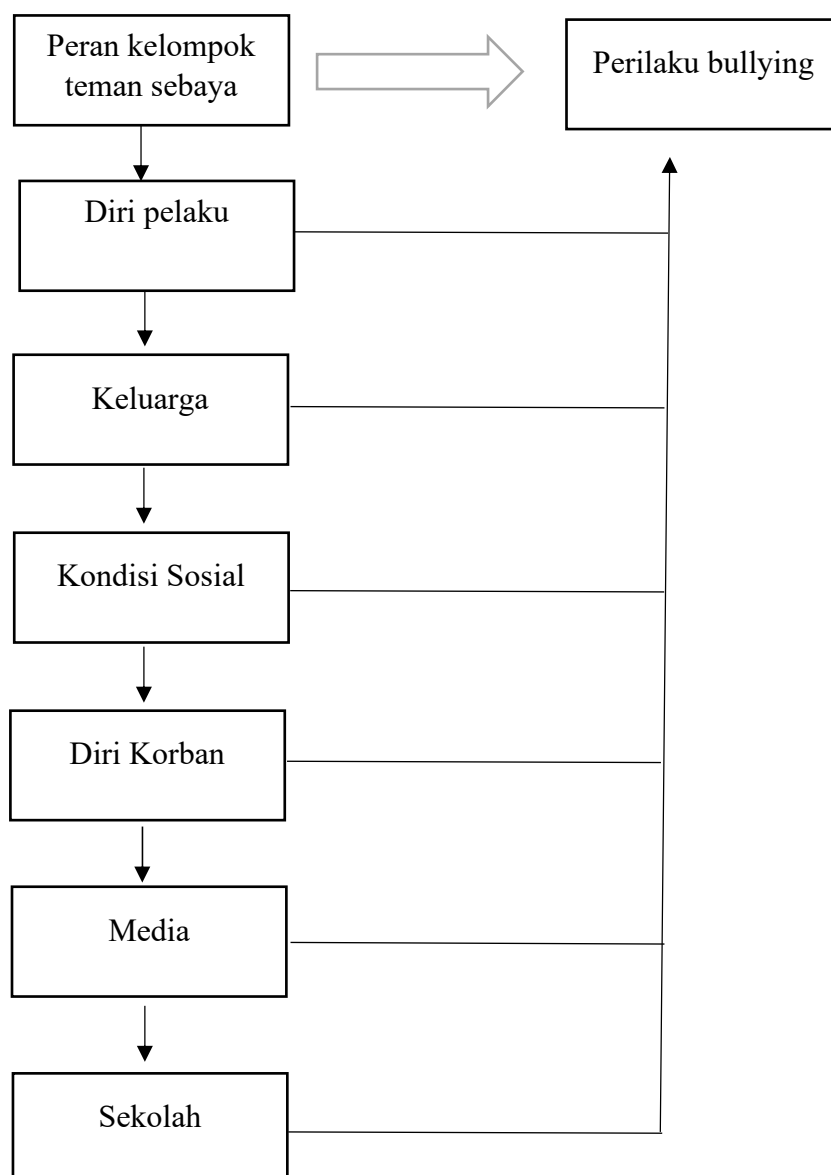 Peran kelompok
teman sebaya
Perilaku bullying
Diri pelaku
Keluarga
Kondisi Sosial
Diri Korban
Media
Sekolah